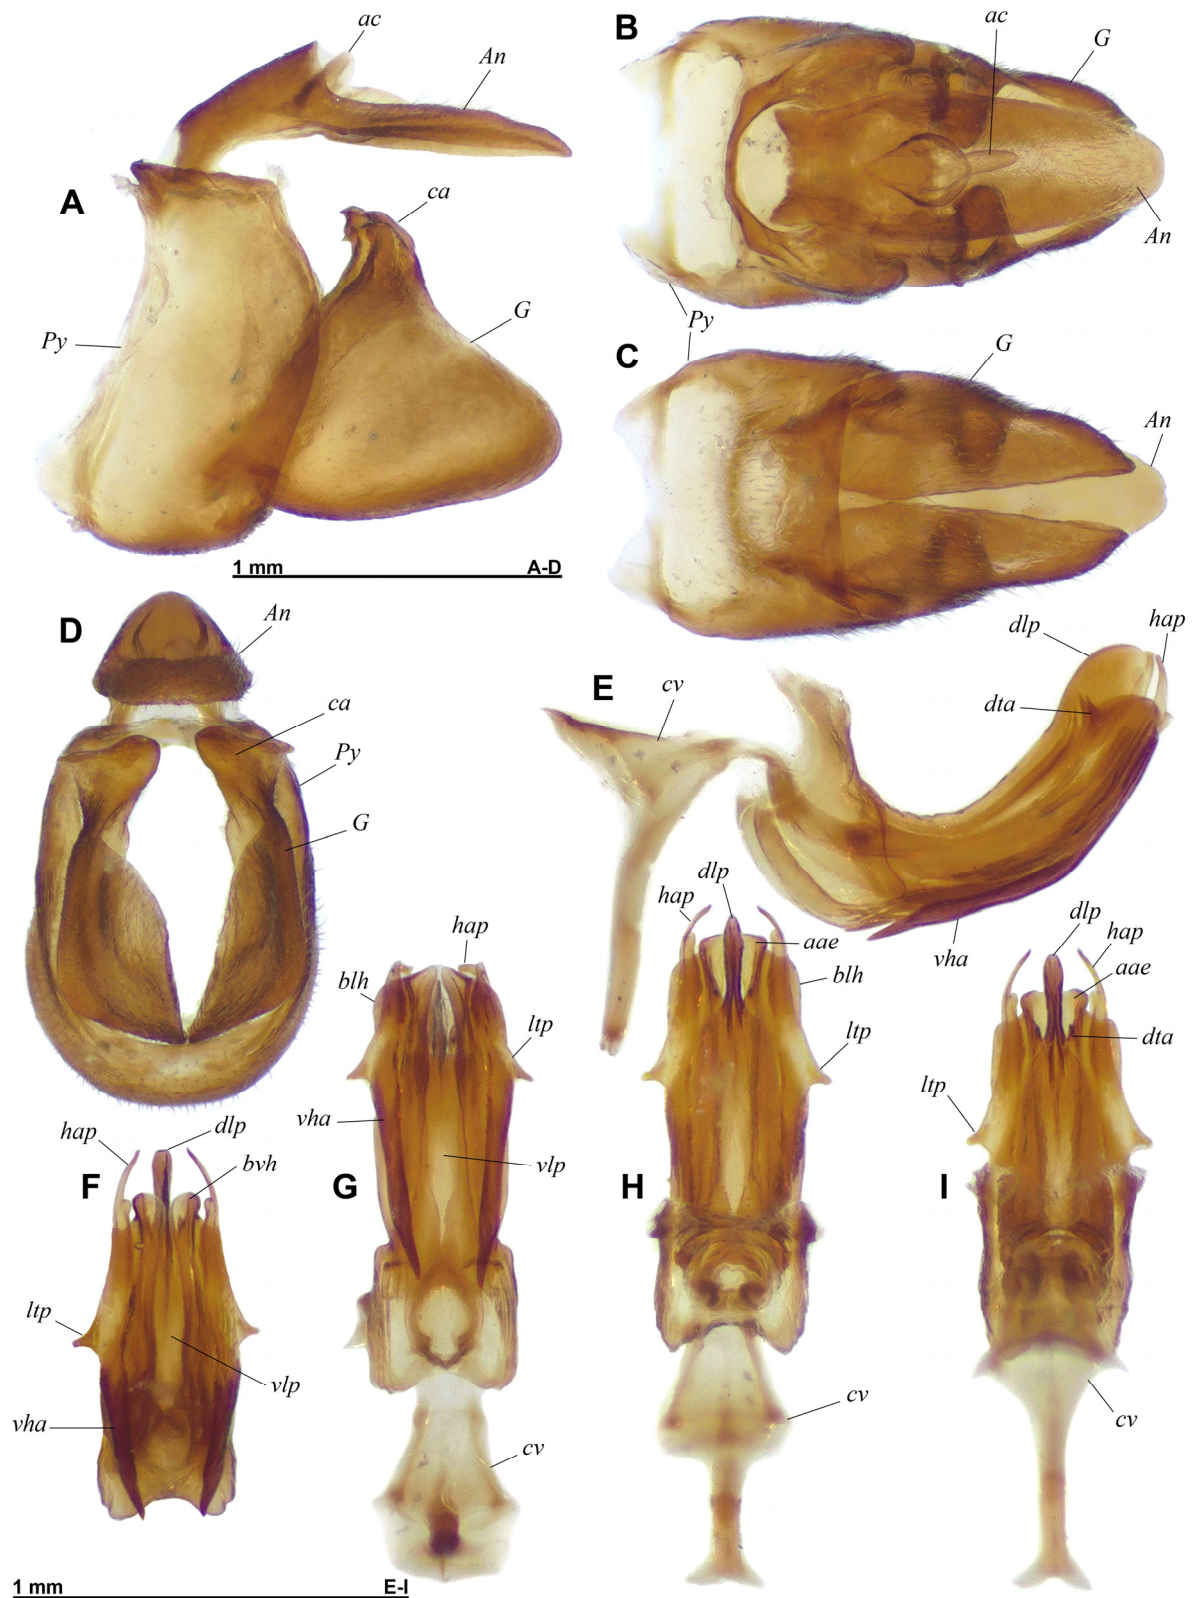 ac
An
A
ca
Py
G
1 mm A-D
B
ac
G
An
Py
C
G
An
D
An
ca
Py
G
E
cv
dlp
hap
dta
vha
F
hap
dlp
bvh
ltp
vlp
vha
G
hap
blh
ltp
vha
vlp
cv
H
dlp
hap
aae
blh
ltp
cv
I
dlp
hap
aae
dta
ltp
cv
1 mm E-I